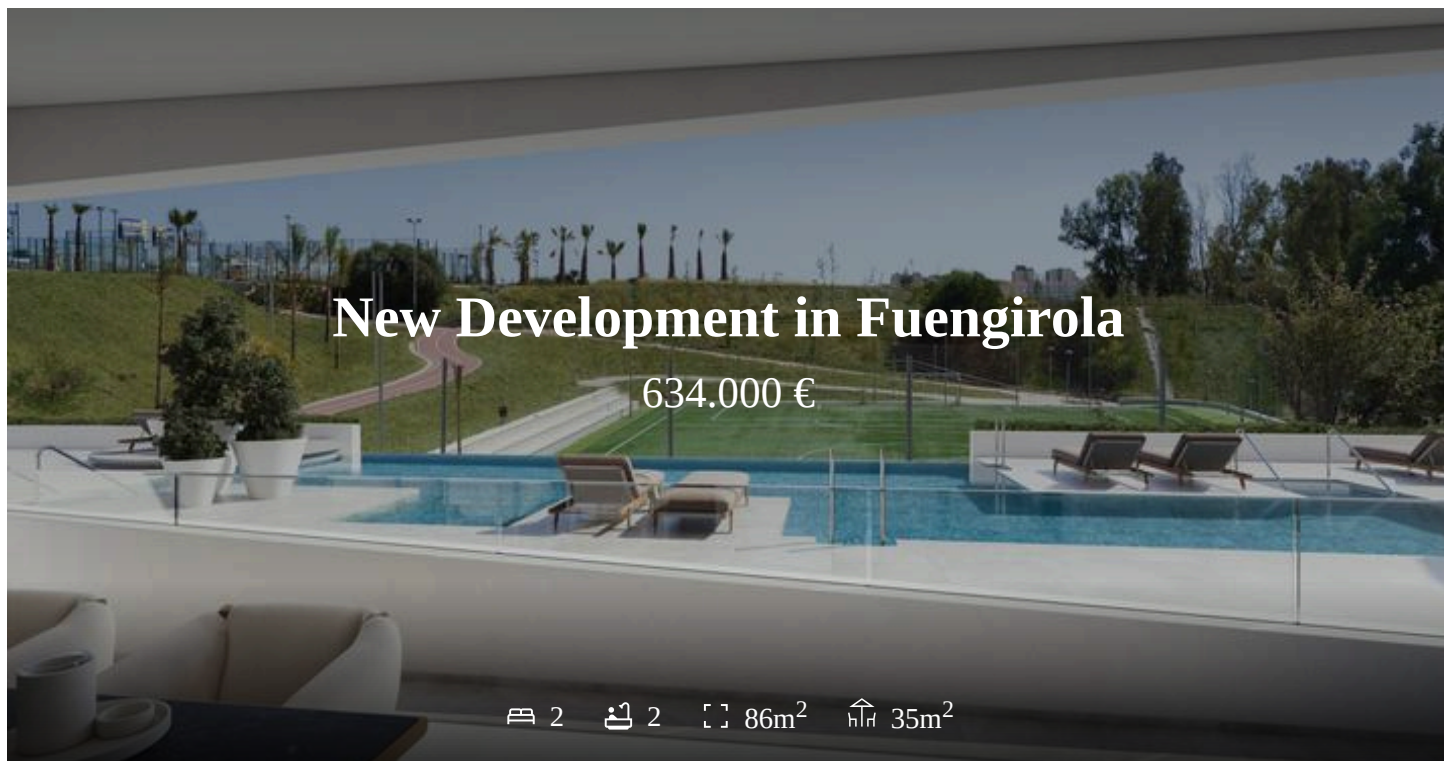 New Development in Fuengirola
634.000 €
2 2 86m² 35m²